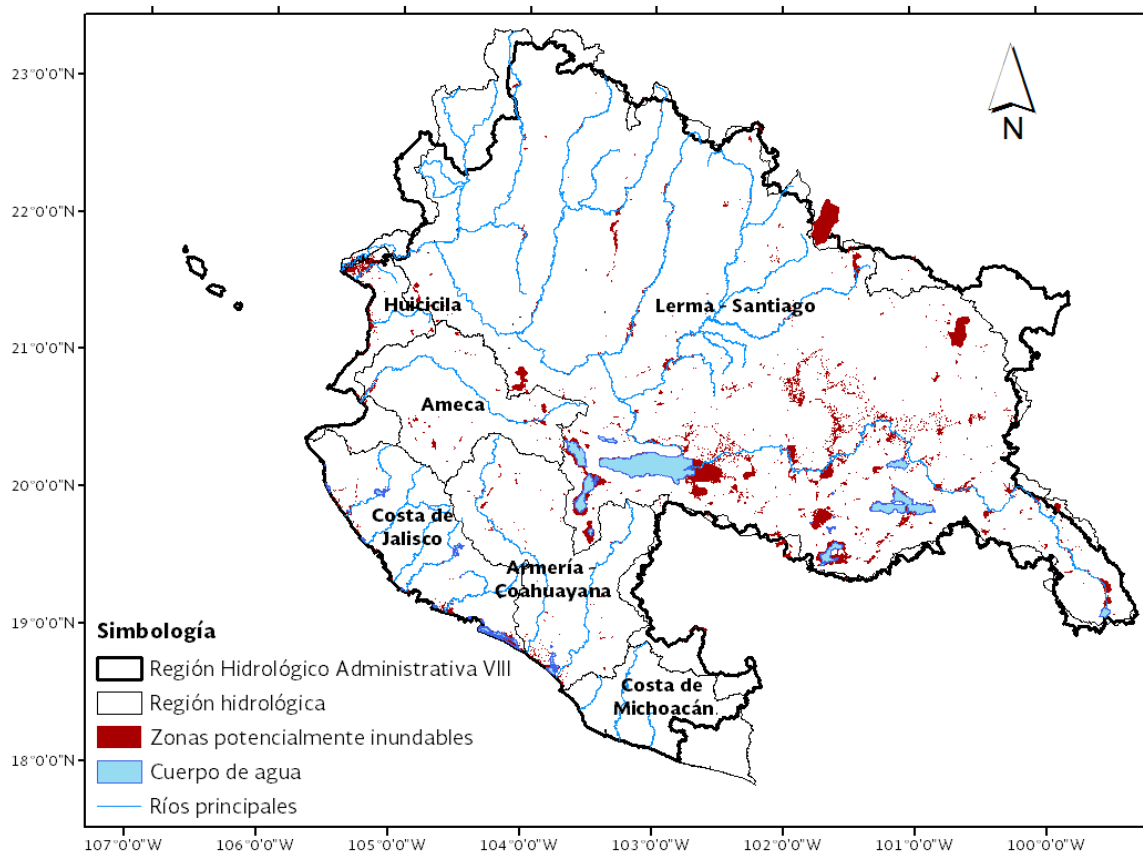 23°0'0"N
22°0'0"N
21°0'0"N
20°0'0"N
19°0'0"N
18°0'0"N
N
Huicicila
Lerma - Santiago
Ameca
Costa de
Jalisco
Armería -
Coahuayana
Costa de
Michoacán
Simbología
Región Hidrológico Administrativa VIII
Región hidrológica
Zonas potencialmente inundables
Cuerpo de agua
Ríos principales
107°0'0"W 106°0'0"W 105°0'0"W 104°0'0"W 103°0'0"W 102°0'0"W 101°0'0"W 100°0'0"W